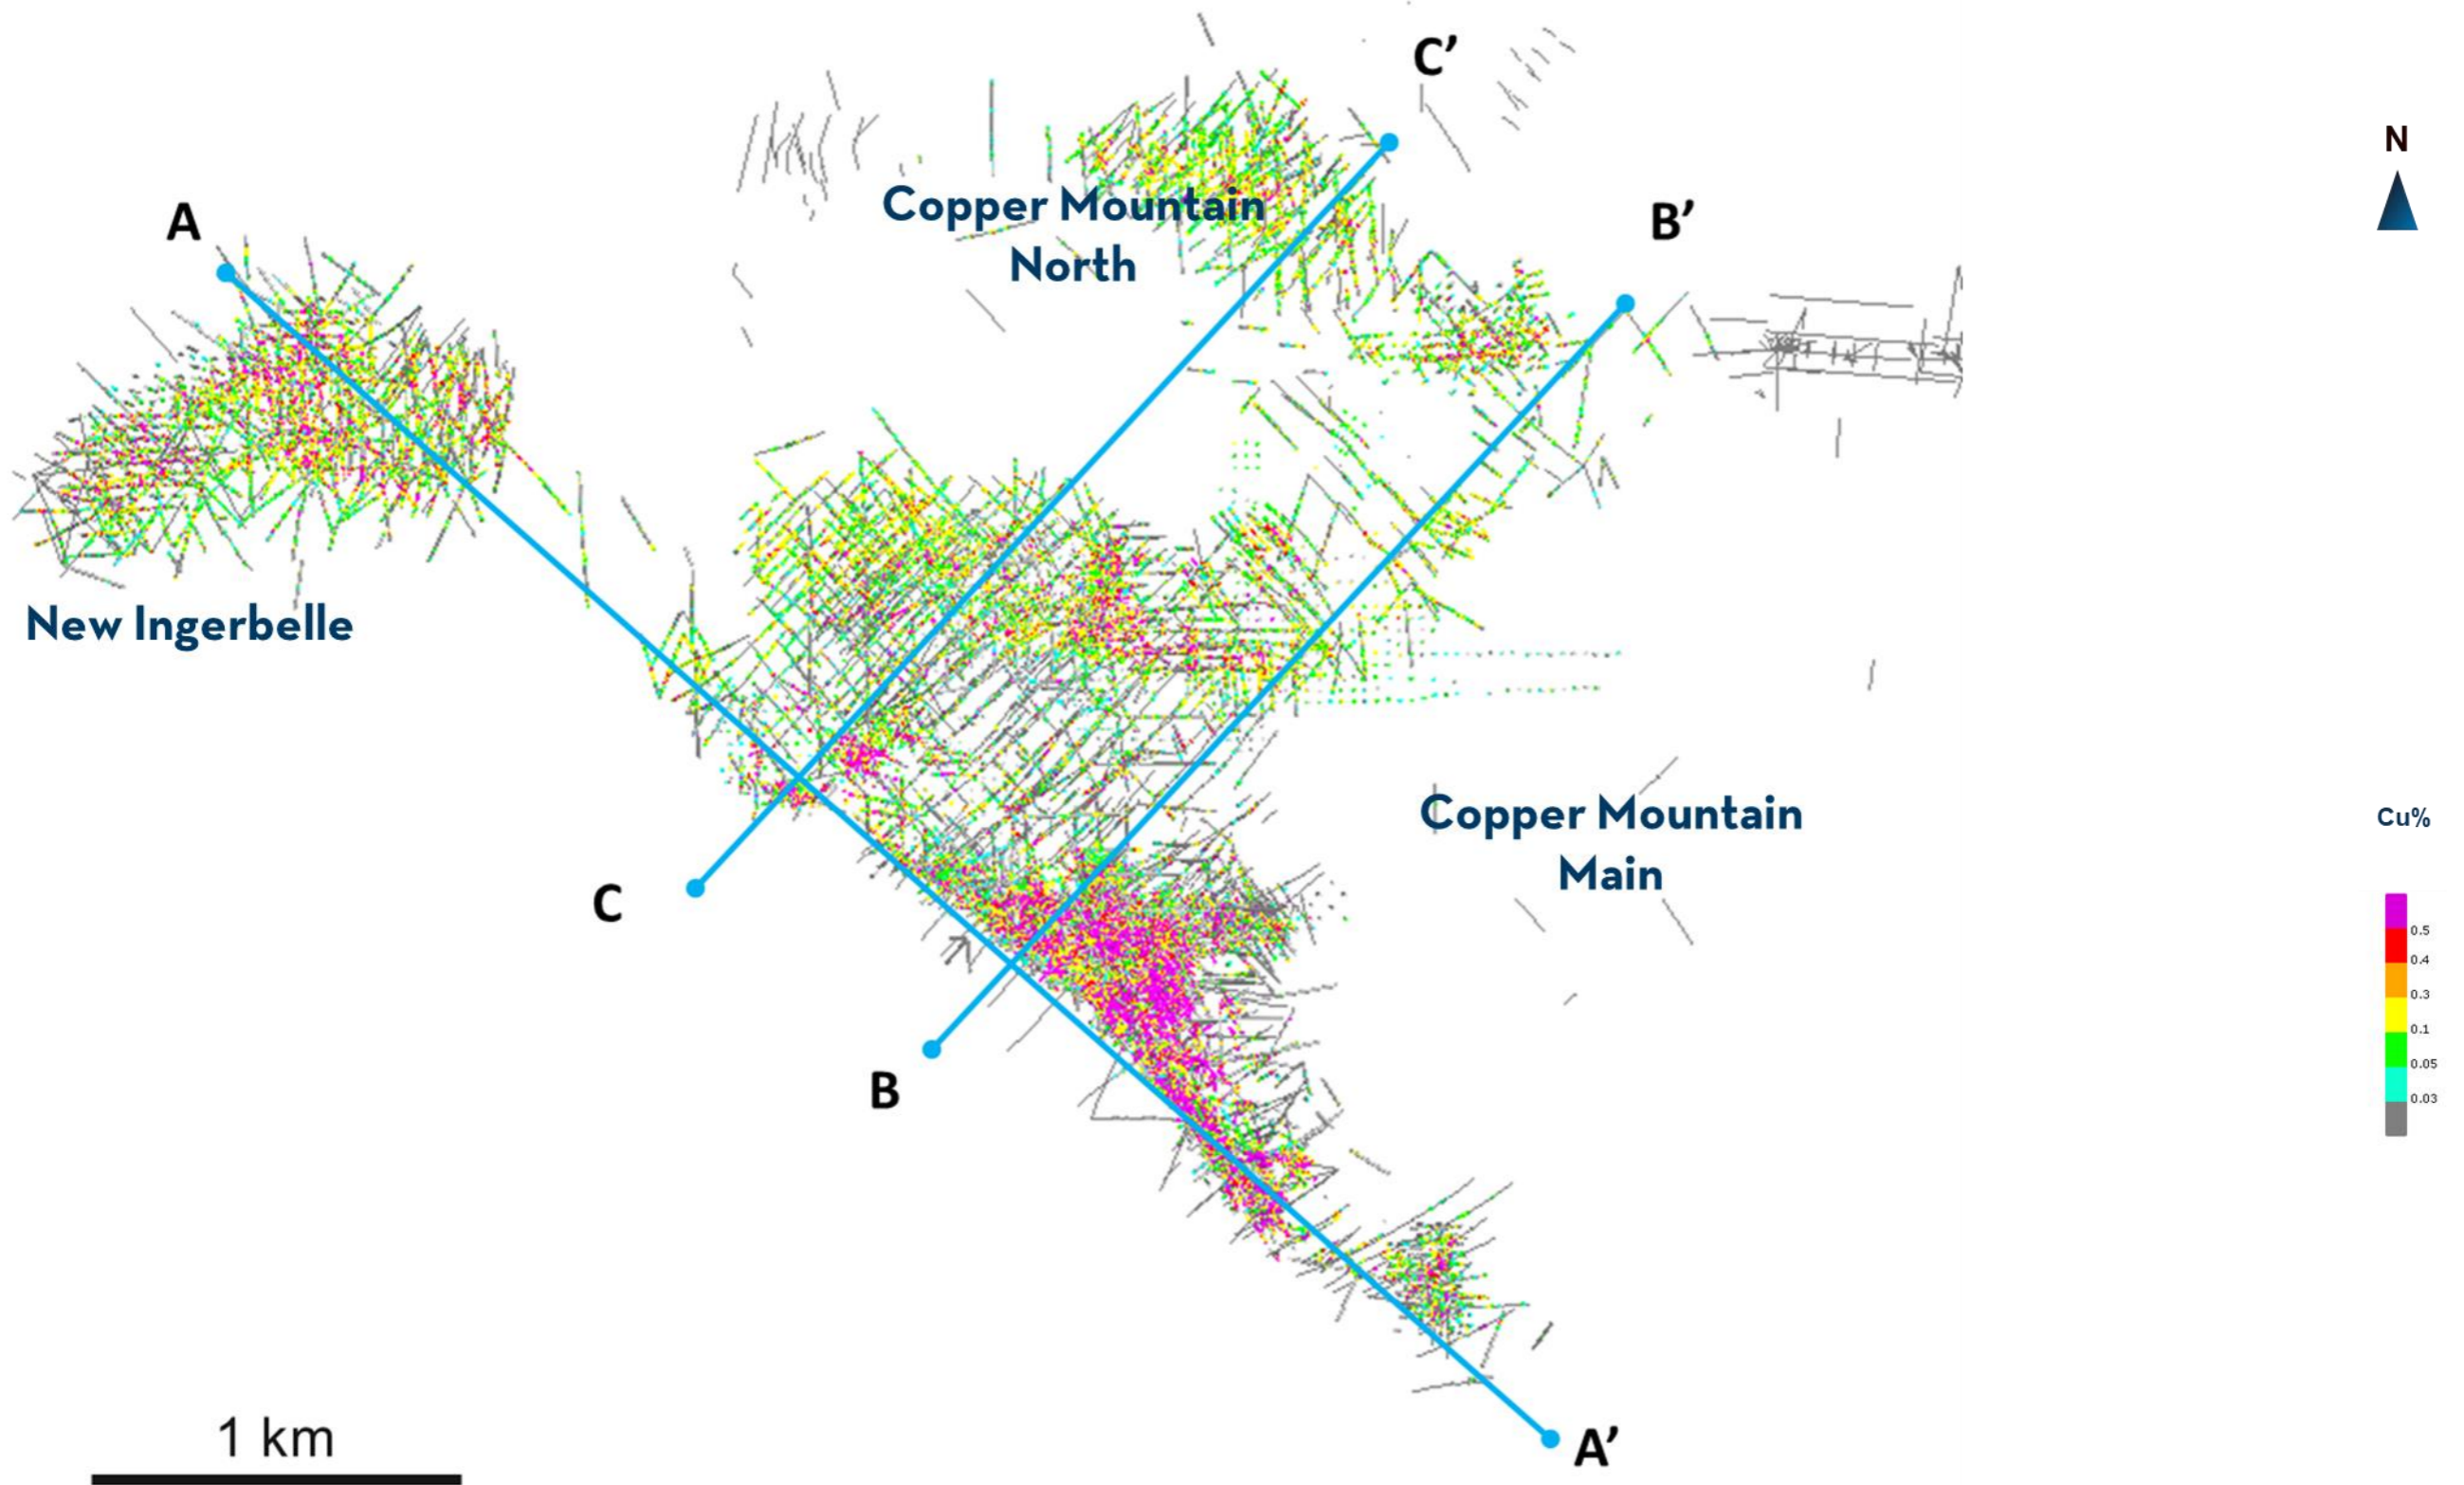 C’
N
A
Copper Mountain
North
B’
New Ingerbelle
Copper Mountain
Main
Cu%
C
0.5
0.4
0.3
0.1
0.05
0.03
B
1 km
A’